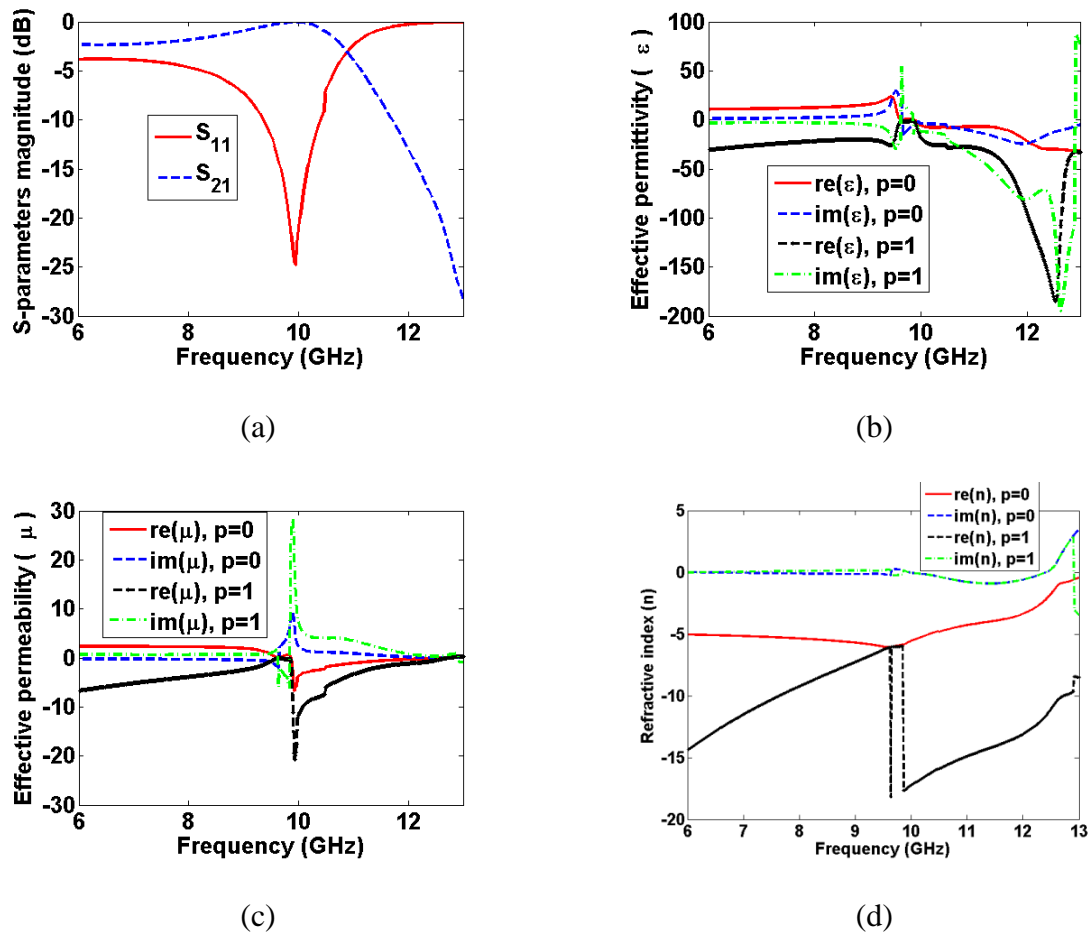 S-parameters magnitude (dB)
0
-5
-10
-15
-20
-25
-30
S11
S21
6 8 10 12
Frequency (GHz)
(a)
Effective permittivity ( ε)
100
50
0
-50
-100
-150
-200
re(ε), p=0
im(ε), p=0
re(ε), p=1
im(ε), p=1
6 8 10 12
Frequency (GHz)
(b)
Effective permeability ( μ)
30
20
10
0
-10
-20
-30
re(μ), p=0
im(μ), p=0
re(μ), p=1
im(μ), p=1
6 8 10 12
Frequency (GHz)
(c)
Refractive index (n)
5
0
-5
-10
-15
-20
re(n), p=0
im(n), p=0
re(n), p=1
im(n), p=1
6 7 8 9 10 11 12 13
Frequency (GHz)
(d)